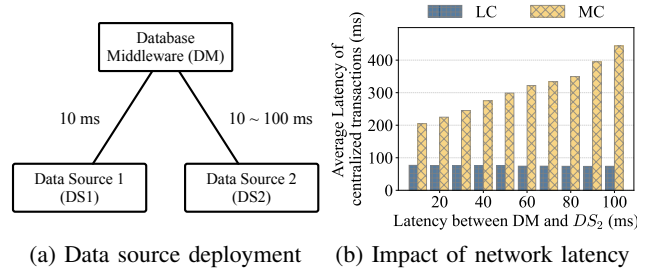 Database
Middleware (DM)
10 ms
10 ~ 100 ms
Data Source 1
(DS1)
Data Source 2
(DS2)
(a) Data source deployment
LC
MC
Average Latency of
centralized transactions (ms)
400
300
200
100
0
20
40
60
80
100
Latency between DM and DS2 (ms)
(b) Impact of network latency